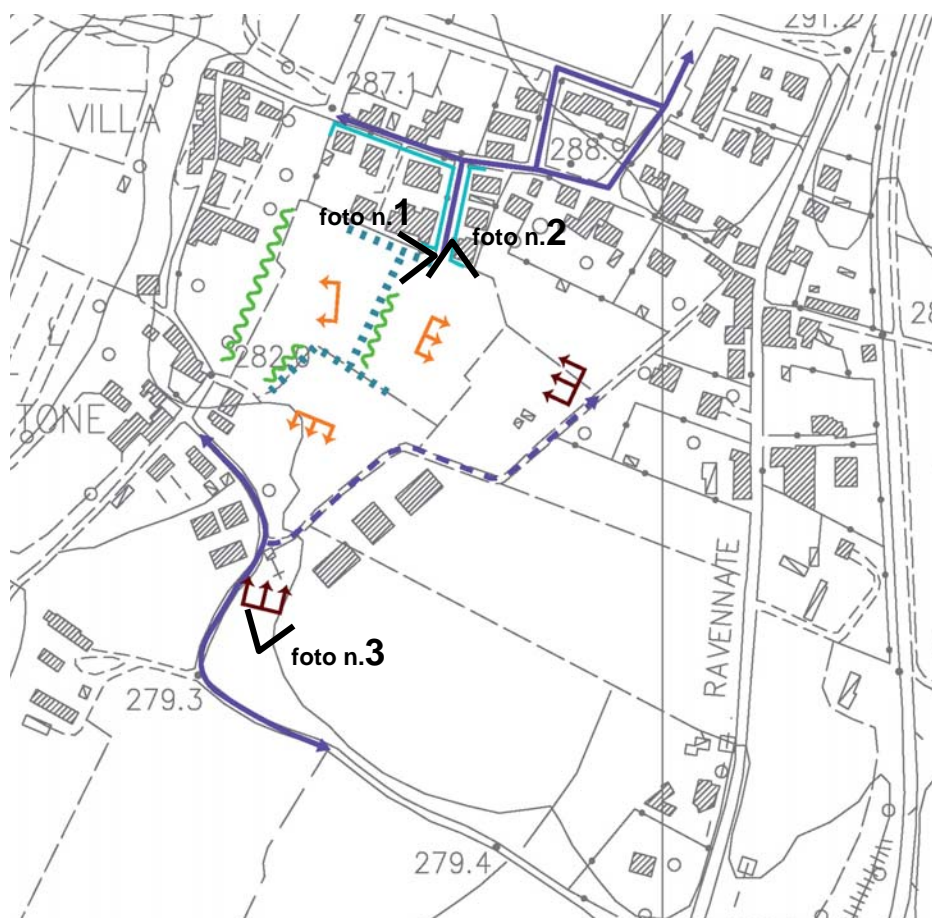 291.2
287.1
VILLA
288.9
foto n.1
foto n.2
28
282.0
TONE
RAVENNATE
foto n.3
279.3
279.4